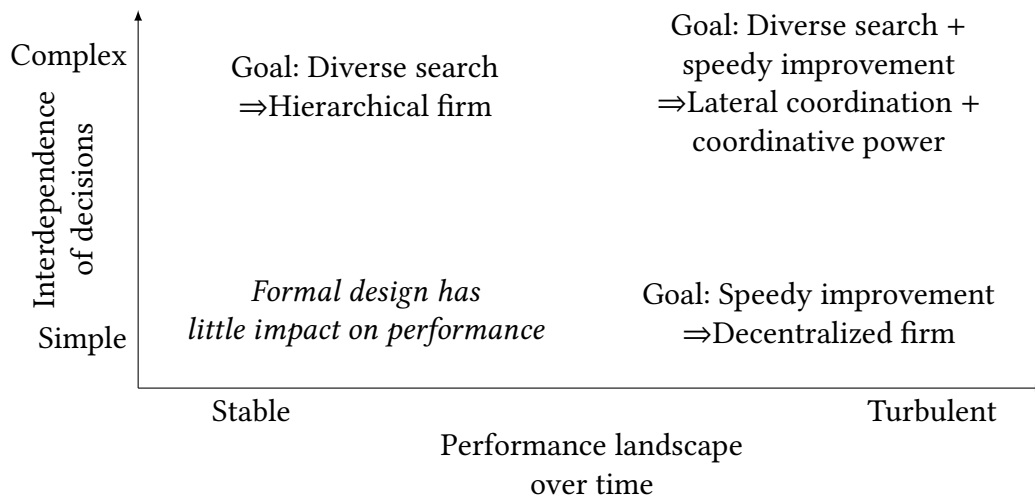 Complex
Interdependence
of decisions
Simple
Goal: Diverse search
⇒Hierarchical firm
Goal: Diverse search +
speedy improvement
⇒Lateral coordination +
coordinative power
Formal design has
little impact on performance
Goal: Speedy improvement
⇒Decentralized firm
Stable
Turbulent
Performance landscape
over time